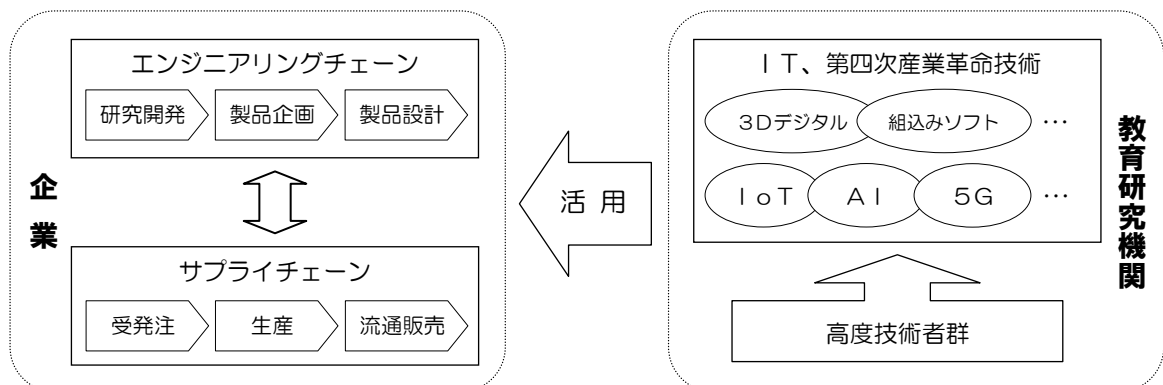 企業
エンジニアリングチェーン
研究開発 製品企画 製品設計
サプライチェーン
受発注 生産 流通販売
活用
教育研究機関
ＩＴ、第四次産業革命技術
３Ｄデジタル 組込みソフト …
ＩｏＴ ＡＩ ５Ｇ …
高度技術者群